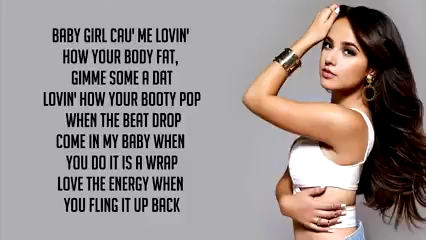 BABY GIRL CAU' ME LOVIN'
HOW YOUR BODY FAT,
GIMME SOME A DAT
LOVIN' HOW YOUR BOOTY POP
WHEN THE BEAT DROP
COME IN MY BABY WHEN
YOU DO IT IS A WRAP
LOVE THE ENERGY WHEN
YOU FLING IT UP BACK